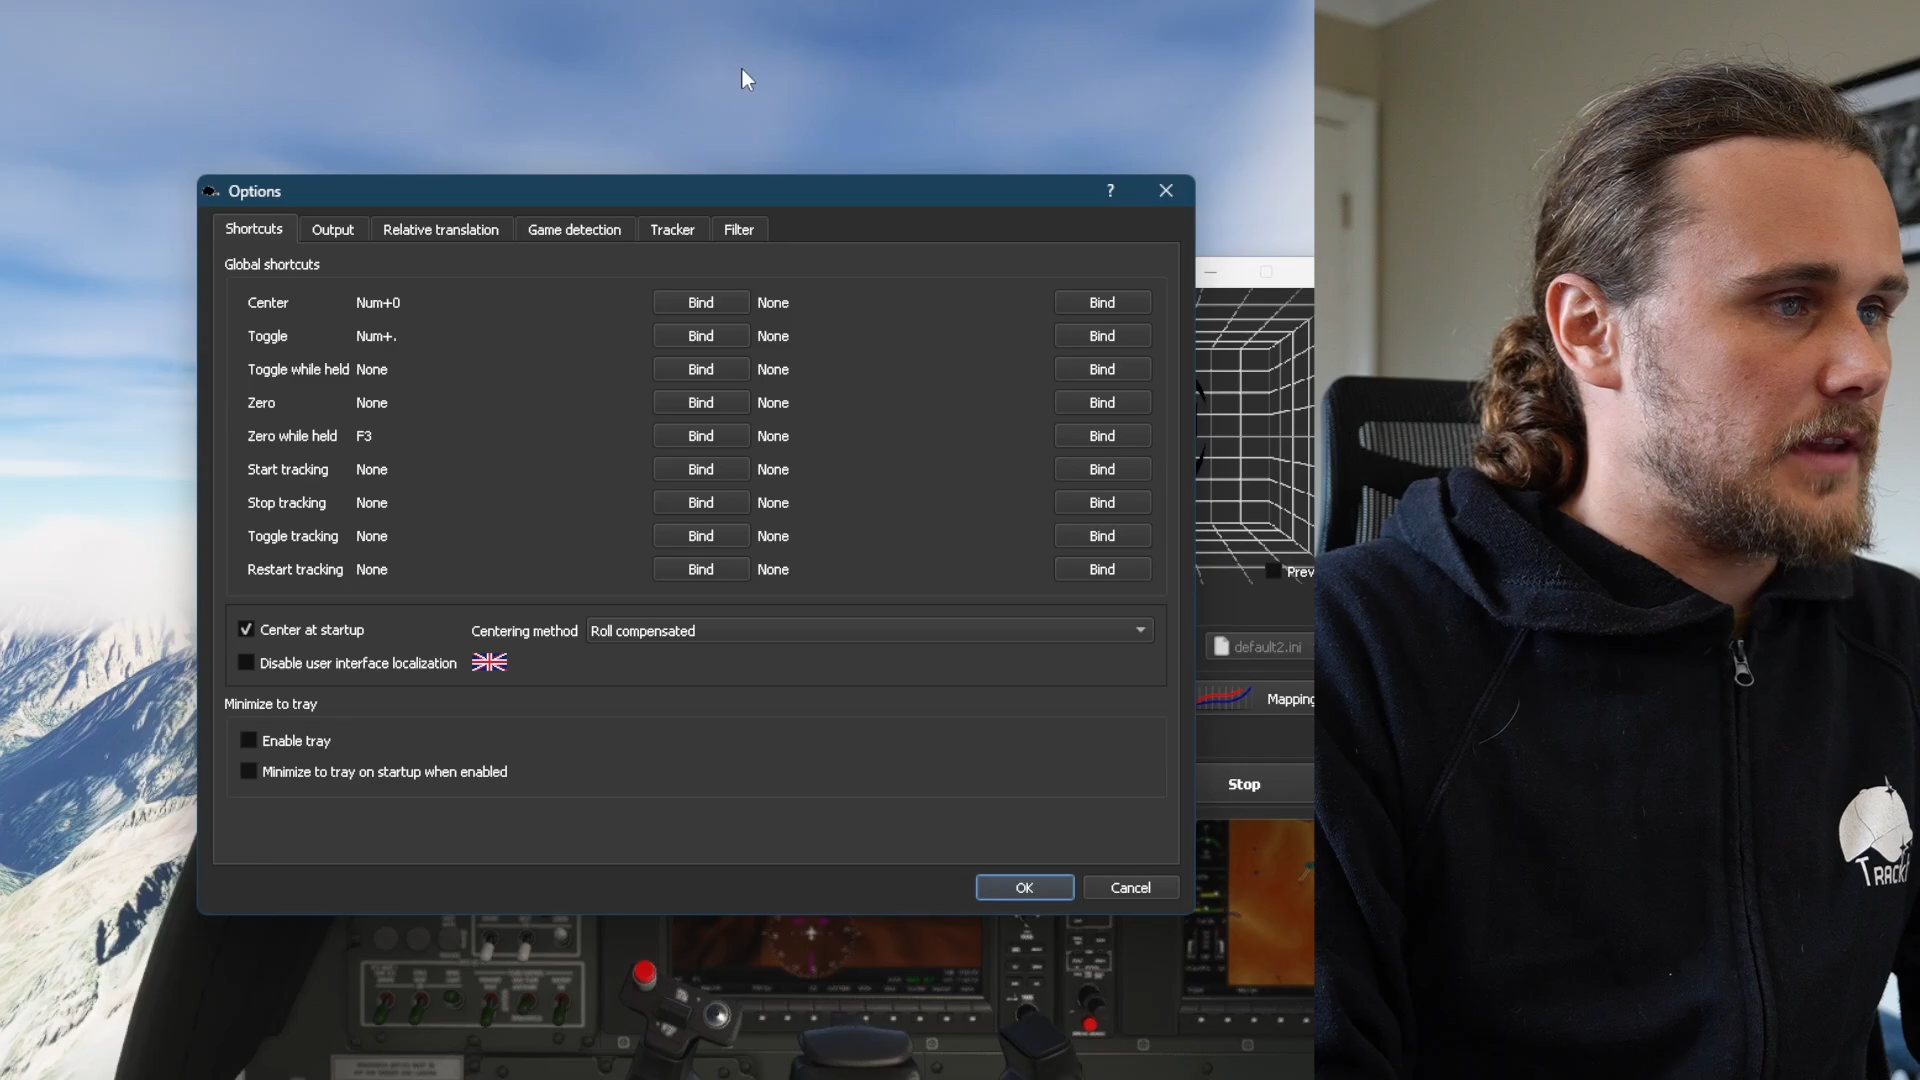 Options
?
Shortcuts Output Relative translation Game detection Tracker Filter
Global shortcuts
Center Num+0 Bind None Bind
Toggle Num+. Bind None Bind
Toggle while held None Bind None Bind
Zero None Bind None Bind
Zero while held F3 Bind None Bind
Start tracking None Bind None Bind
Stop tracking None Bind None Bind
Toggle tracking None Bind None Bind
Restart tracking None Bind None Bind
Prev
Center at startup Centering method Roll compensated
Disable user interface localization
default2.ini
Minimize to tray
Mapping
Enable tray
Minimize to tray on startup when enabled
Stop
OK Cancel